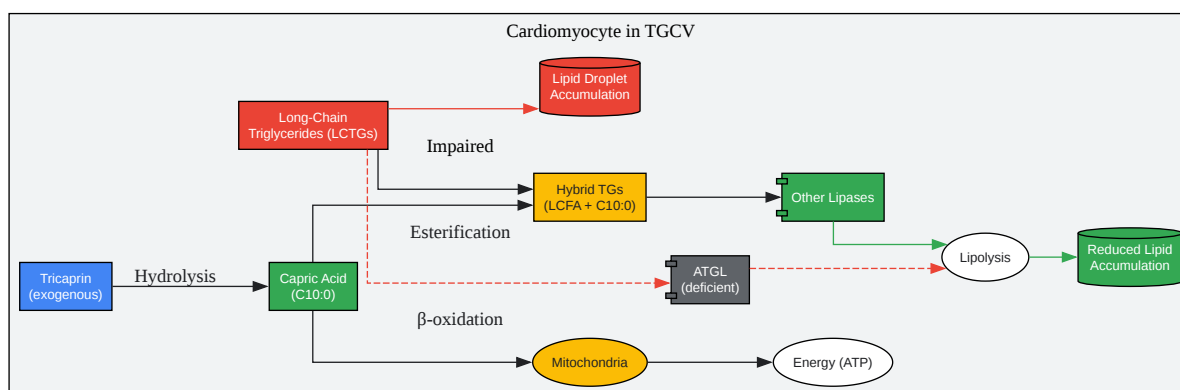 Cardiomyocyte in TGCV
Lipid Droplet
Accumulation
Long-Chain
Triglycerides (LCTGs)
Impaired
Hybrid TGs
(LCFA + C10:0)
Other Lipases
Esterification
Lipolysis
Reduced Lipid
Accumulation
Tricaprin
(exogenous)
Hydrolysis
Capric Acid
(C10:0)
ATGL
(deficient)
β-oxidation
Mitochondria
Energy (ATP)